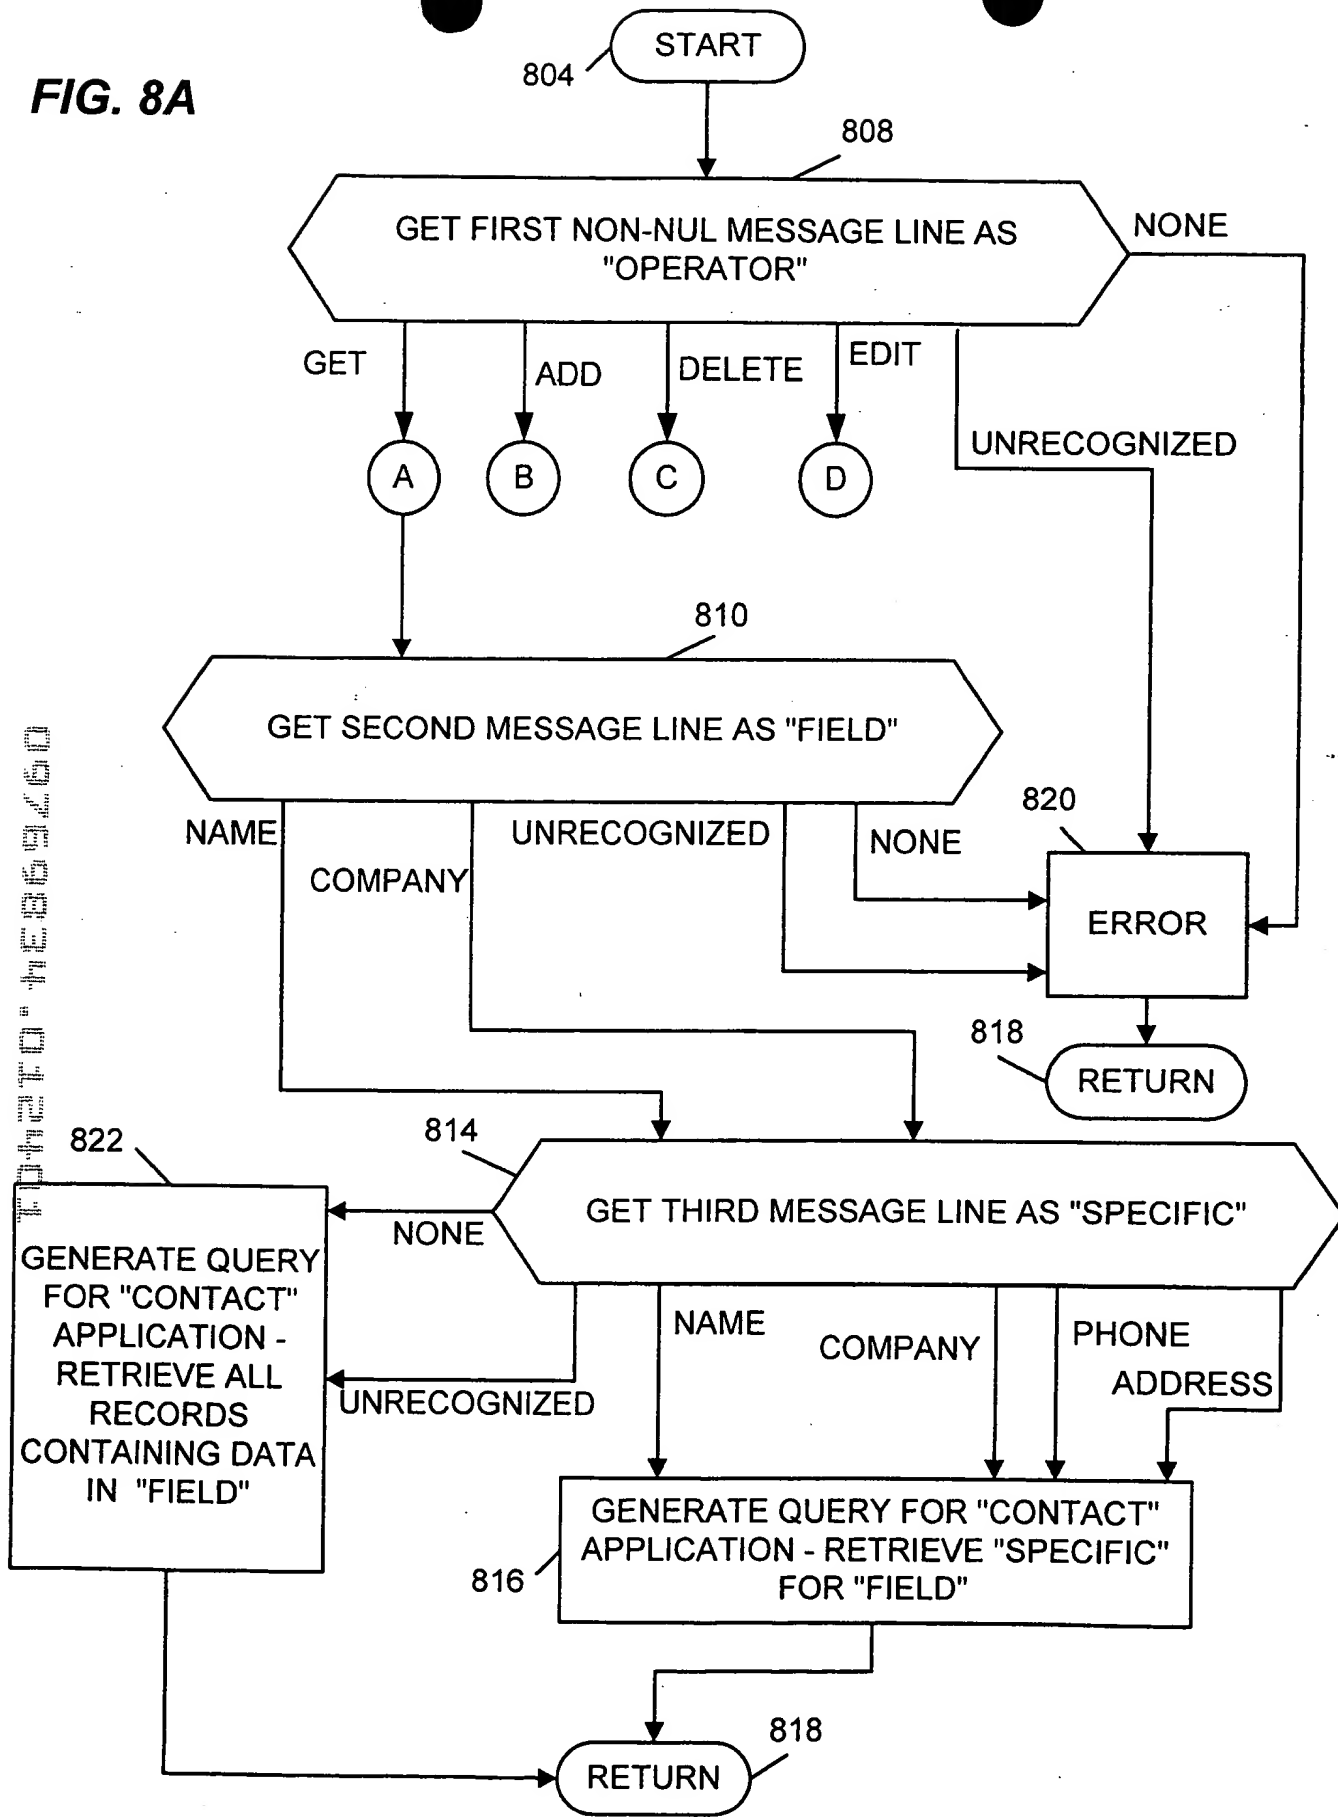 START
804
FIG. 8A
808
GET FIRST NON-NUL MESSAGE LINE AS
"OPERATOR"
NONE
GET
ADD
DELETE
EDIT
UNRECOGNIZED
A
B
C
D
810
GET SECOND MESSAGE LINE AS "FIELD"
NAME
COMPANY
UNRECOGNIZED
NONE
820
ERROR
818
RETURN
822
814
GET THIRD MESSAGE LINE AS "SPECIFIC"
NONE
UNRECOGNIZED
NAME
COMPANY
PHONE
ADDRESS
GENERATE QUERY
FOR "CONTACT"
APPLICATION -
RETRIEVE ALL
RECORDS
CONTAINING DATA
IN "FIELD"
GENERATE QUERY FOR "CONTACT"
APPLICATION - RETRIEVE "SPECIFIC"
FOR "FIELD"
816
818
RETURN